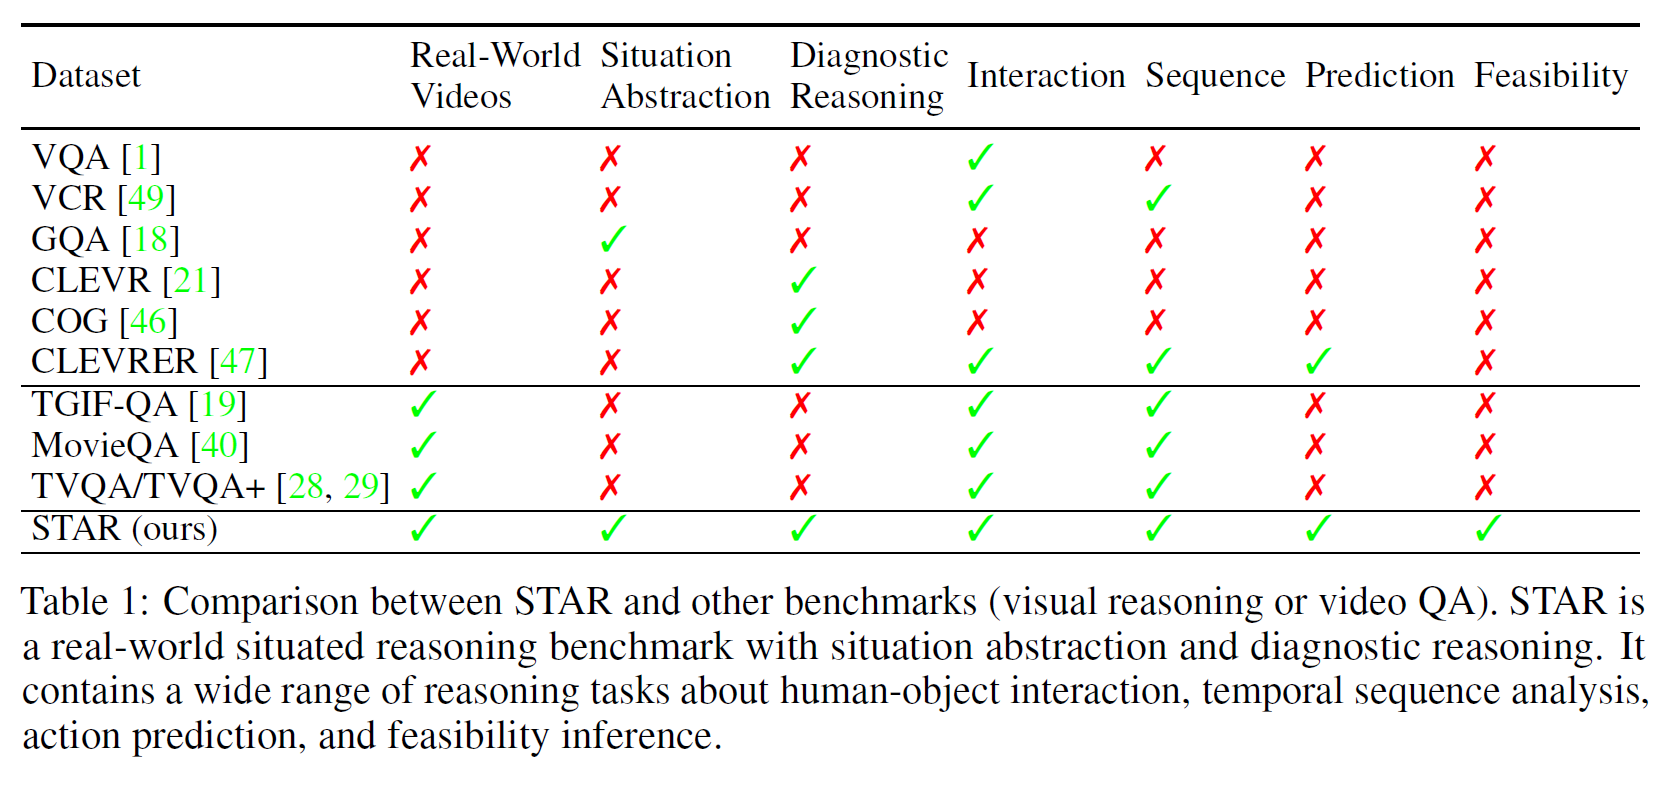 Dataset Real-World Videos Situation Abstraction Diagnostic Reasoning Interaction Sequence Prediction Feasibility
VQA [1] ✗ ✗ ✗ ✓ ✗ ✗ ✗
VCR [49] ✗ ✗ ✗ ✓ ✓ ✗ ✗
GQA [18] ✗ ✓ ✗ ✗ ✗ ✗ ✗
CLEVR [21] ✗ ✗ ✓ ✗ ✗ ✗ ✗
COG [46] ✗ ✗ ✓ ✗ ✗ ✗ ✗
CLEVRER [47] ✗ ✗ ✓ ✓ ✓ ✓ ✗
TGIF-QA [19] ✓ ✗ ✗ ✓ ✓ ✗ ✗
MovieQA [40] ✓ ✗ ✗ ✓ ✓ ✗ ✗
TVQA/TVQA+ [28, 29] ✓ ✗ ✗ ✓ ✓ ✗ ✗
STAR (ours) ✓ ✓ ✓ ✓ ✓ ✓ ✓
Table 1: Comparison between STAR and other benchmarks (visual reasoning or video QA). STAR is
a real-world situated reasoning benchmark with situation abstraction and diagnostic reasoning. It
contains a wide range of reasoning tasks about human-object interaction, temporal sequence analysis,
action prediction, and feasibility inference.